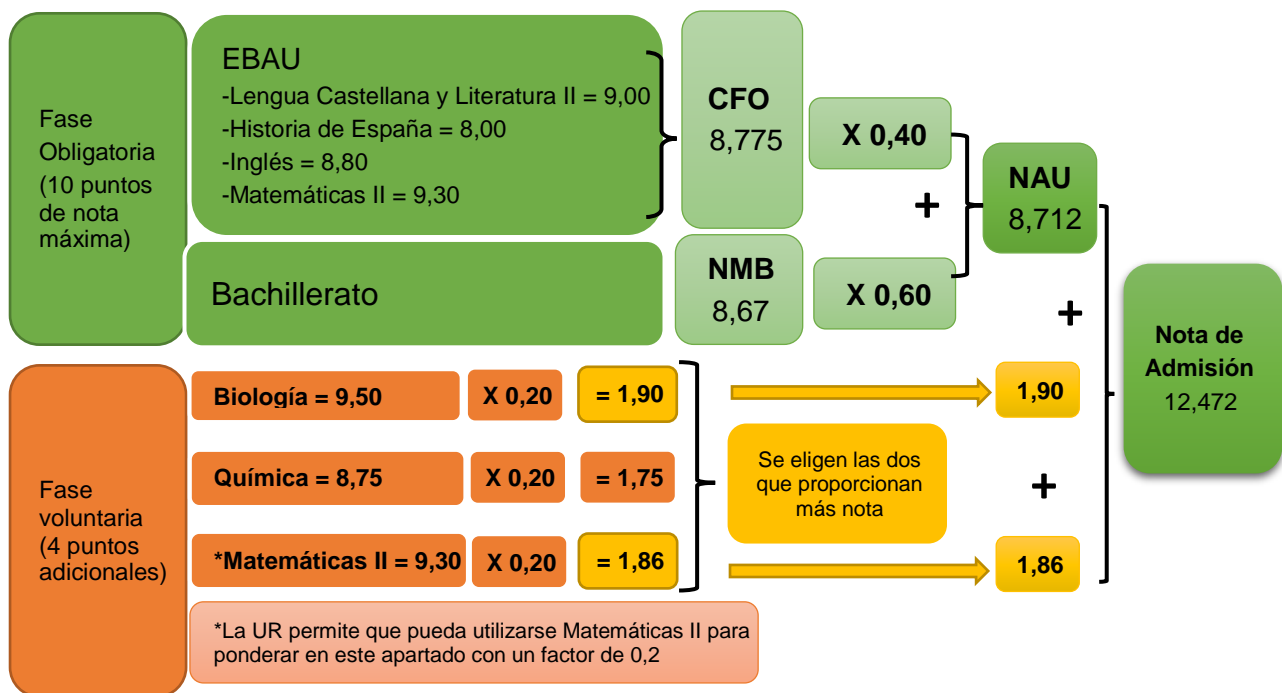 Fase
Obligatoria
(10 puntos
de nota
máxima)
EBAU
-Lengua Castellana y Literatura II = 9,00
-Historia de España = 8,00
-Inglés = 8,80
-Matemáticas II = 9,30
CFO
8,775
X 0,40
+
NAU
8,712
Bachillerato
NMB
8,67
X 0,60
+
Nota de
Admisión
12,472
Fase
voluntaria
(4 puntos
adicionales)
Biología = 9,50
X 0,20
= 1,90
1,90
Química = 8,75
X 0,20
= 1,75
Se eligen las dos
que proporcionan
más nota
+
*Matemáticas II = 9,30
X 0,20
= 1,86
1,86
*La UR permite que pueda utilizarse Matemáticas II para
ponderar en este apartado con un factor de 0,2